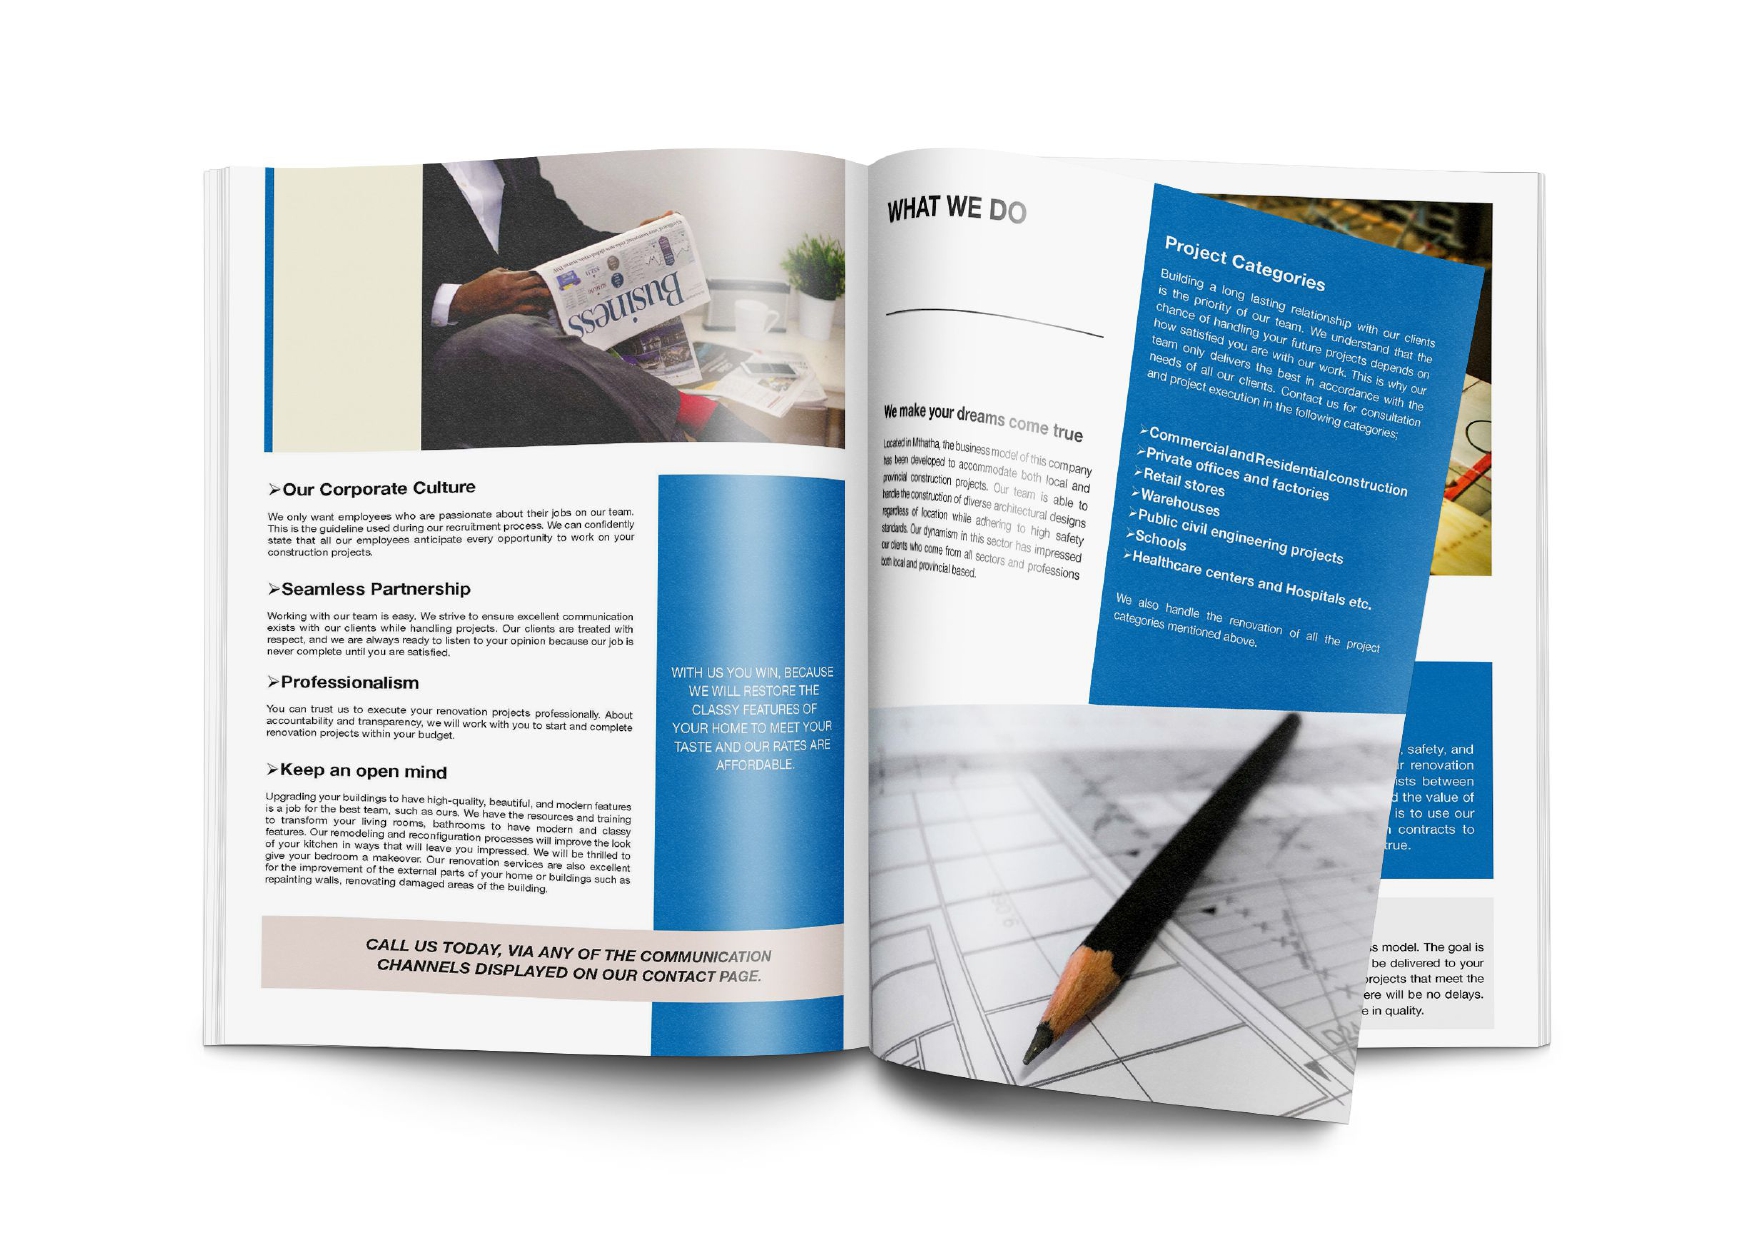 Business
➢Our Corporate Culture
We only want employees who are passionate about their jobs on our team.
This is the guideline used during our recruitment process. We can confidently
state that all our employees anticipate every opportunity to work on your
construction projects.
➢Seamless Partnership
Working with our team is easy. We strive to ensure excellent communication
exists with our clients while handling projects. Our clients are treated with
respect, and we are always ready to listen to your opinion because our job is
never complete until you are satisfied.
➢Professionalism
You can trust us to execute your renovation projects professionally. About
accountability and transparency, we will work with you to start and complete
renovation projects within your budget.
➢Keep an open mind
Upgrading your buildings to have high-quality, beautiful, and modern features
is a job for the best team, such as ours. We have the resources and training
to transform your living rooms, bathrooms to have modern and classy
features. Our remodeling and reconfiguration processes will improve the look
of your kitchen in ways that will leave you impressed. We will be thrilled to
give your bedroom a makeover. Our renovation services are also excellent
for the improvement of the external parts of your home or buildings such as
repainting walls, renovating damaged areas of the building.
WITH US YOU WIN, BECAUSE
WE WILL RESTORE THE
CLASSY FEATURES OF
YOUR HOME TO MEET YOUR
TASTE AND OUR RATES ARE
AFFORDABLE.
CALL US TODAY, VIA ANY OF THE COMMUNICATION
CHANNELS DISPLAYED ON OUR CONTACT PAGE.
WHAT WE DO
We make your dreams come true
Located in Mthatha, the business model of this company
has been developed to accommodate both local and
provincial construction projects. Our team is able to
handle the construction of diverse architectural designs
regardless of location while adhering to high safety
standards. Our dynamism in this sector has impressed
our clients who come from all sectors and professions
both local and provincial based.
Project Categories
Building a long lasting relationship with our clients
is the priority of our team. We understand that the
chance of handling your future projects depends on
how satisfied you are with our work. This is why our
team only delivers the best in accordance with the
needs of all our clients. Contact us for consultation
and project execution in the following categories;
➢Commercial and Residential construction
➢Private offices and factories
➢Retail stores
➢Warehouses
➢Public civil engineering projects
➢Schools
➢Healthcare centers and Hospitals etc.
We also handle the renovation of all the project
categories mentioned above.
, safety, and
renovation
ists between
the value of
is to use our
contracts to
true.
model. The goal is
be delivered to your
projects that meet the
ere will be no delays.
e in quality.